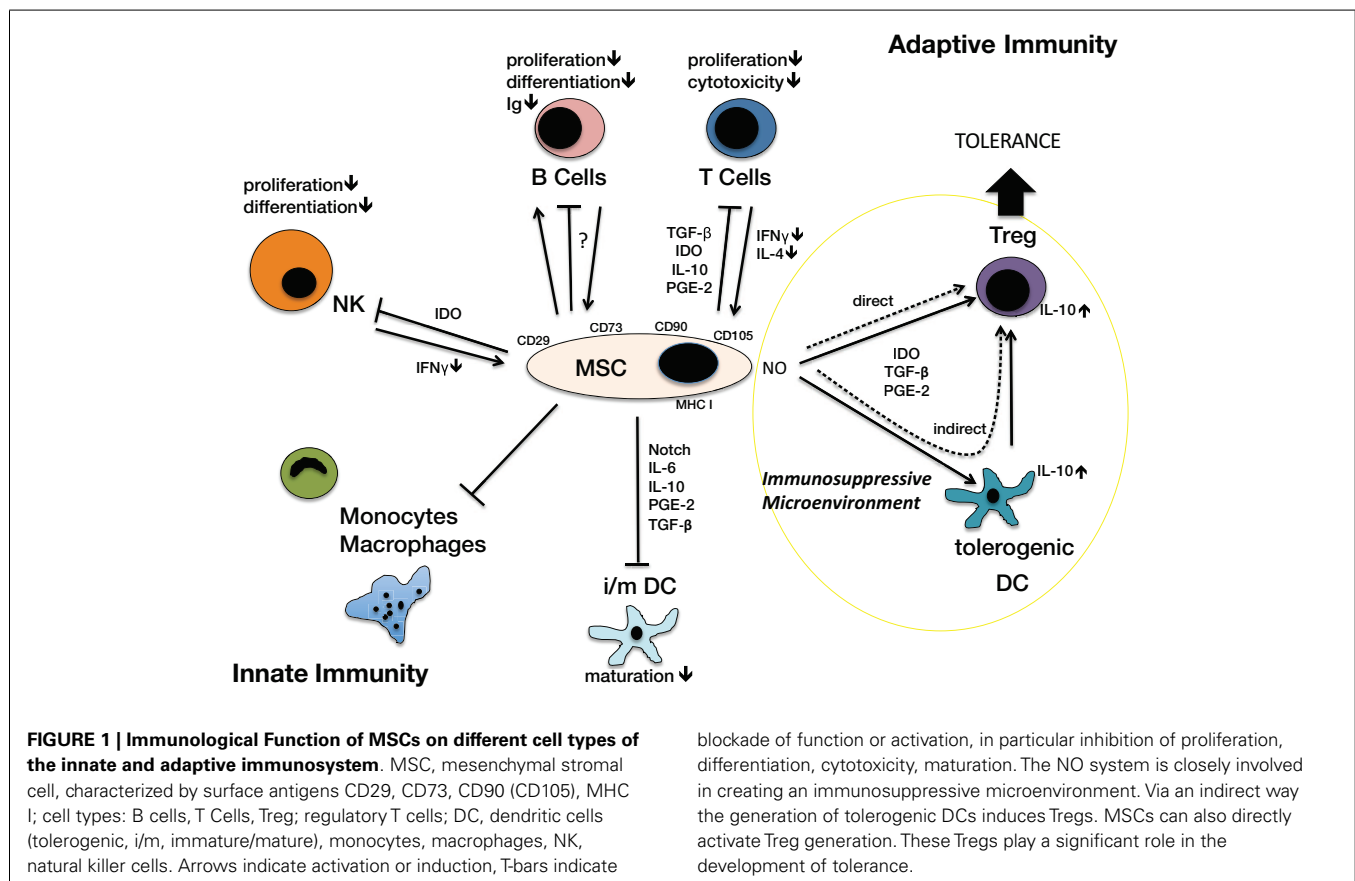 Adaptive Immunity
proliferation↓
differentiation↓
Ig↓
B Cells
proliferation↓
cytotoxicity↓
T Cells
TOLERANCE
Treg
IL-10↑
proliferation↓
differentiation↓
NK
IDO
IFNγ↓
?
TGF-β
IDO
IL-10
PGE-2
IFNγ↓
IL-4↓
CD29
CD73
CD90
CD105
MSC
MHC I
NO
direct
IDO
TGF-β
PGE-2
indirect
Immunosuppressive
Microenvironment
IL-10↑
tolerogenic
DC
Monocytes
Macrophages
Notch
IL-6
IL-10
PGE-2
TGF-β
i/m DC
maturation↓
Innate Immunity
FIGURE 1 | Immunological Function of MSCs on different cell types of
the innate and adaptive immunosystem. MSC, mesenchymal stromal
cell, characterized by surface antigens CD29, CD73, CD90 (CD105), MHC
I; cell types: B cells, T Cells, Treg; regulatory T cells; DC, dendritic cells
(tolerogenic, i/m, immature/mature), monocytes, macrophages, NK,
natural killer cells. Arrows indicate activation or induction, T-bars indicate
blockade of function or activation, in particular inhibition of proliferation,
differentiation, cytotoxicity, maturation. The NO system is closely involved
in creating an immunosuppressive microenvironment. Via an indirect way
the generation of tolerogenic DCs induces Tregs. MSCs can also directly
activate Treg generation. These Tregs play a significant role in the
development of tolerance.